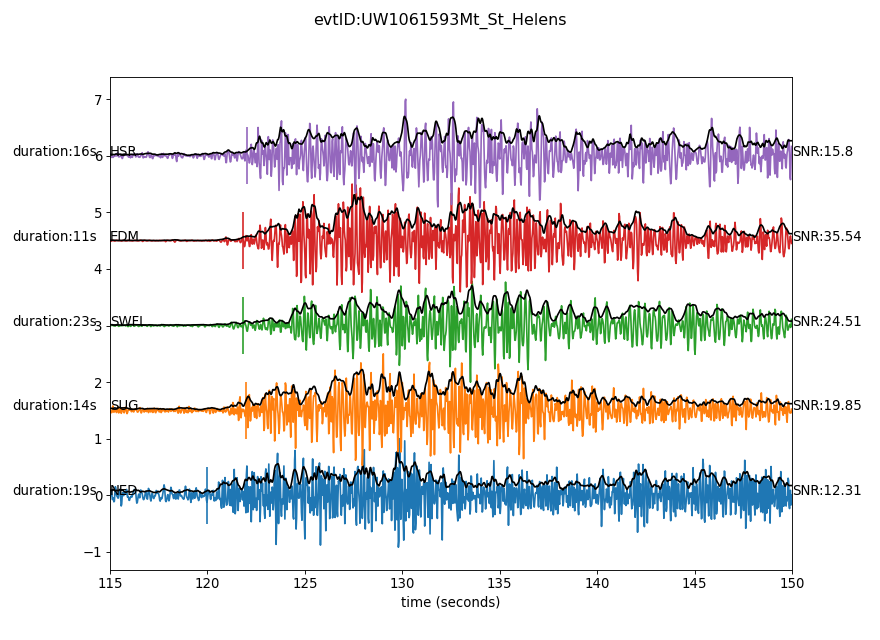 evtID:UW1061593Mt_St_Helens
7
duration:16s
6
HSR
SNR:15.8
5
duration:11s
EDM
SNR:35.54
4
duration:23s
3
SWFL
SNR:24.51
2
duration:14s
SUG
SNR:19.85
1
duration:19s
0
NED
SNR:12.31
−1
115 120 125 130 135 140 145 150
time (seconds)